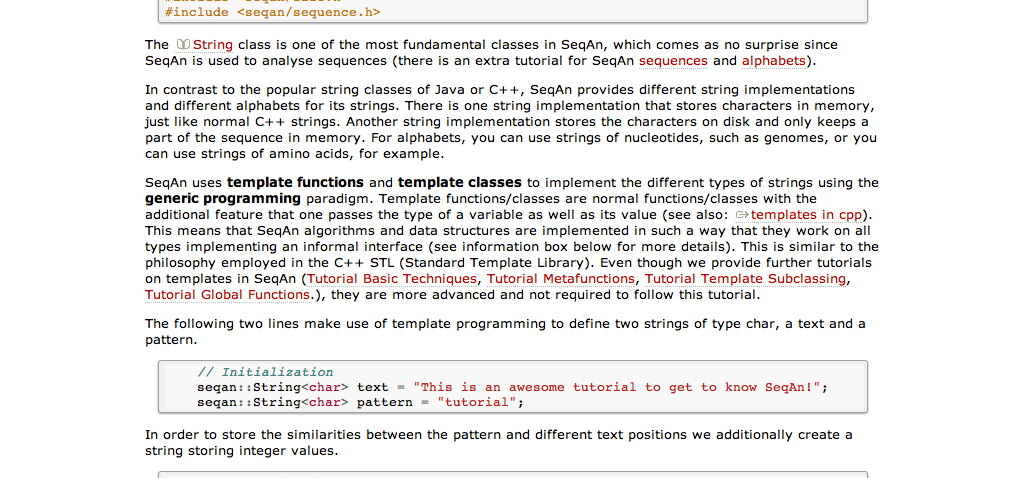 #include <seqan/sequence.h>
The String class is one of the most fundamental classes in SeqAn, which comes as no surprise since
SeqAn is used to analyse sequences (there is an extra tutorial for SeqAn sequences and alphabets).
In contrast to the popular string classes of Java or C++, SeqAn provides different string implementations
and different alphabets for its strings. There is one string implementation that stores characters in memory,
just like normal C++ strings. Another string implementation stores the characters on disk and only keeps a
part of the sequence in memory. For alphabets, you can use strings of nucleotides, such as genomes, or you
can use strings of amino acids, for example.
SeqAn uses template functions and template classes to implement the different types of strings using the
generic programming paradigm. Template functions/classes are normal functions/classes with the
additional feature that one passes the type of a variable as well as its value (see also: templates in cpp).
This means that SeqAn algorithms and data structures are implemented in such a way that they work on all
types implementing an informal interface (see information box below for more details). This is similar to the
philosophy employed in the C++ STL (Standard Template Library). Even though we provide further tutorials
on templates in SeqAn (Tutorial Basic Techniques, Tutorial Metafunctions, Tutorial Template Subclassing,
Tutorial Global Functions.), they are more advanced and not required to follow this tutorial.
The following two lines make use of template programming to define two strings of type char, a text and a
pattern.
// Initialization
seqan::String<char> text = "This is an awesome tutorial to get to know SeqAn!";
seqan::String<char> pattern = "tutorial";
In order to store the similarities between the pattern and different text positions we additionally create a
string storing integer values.